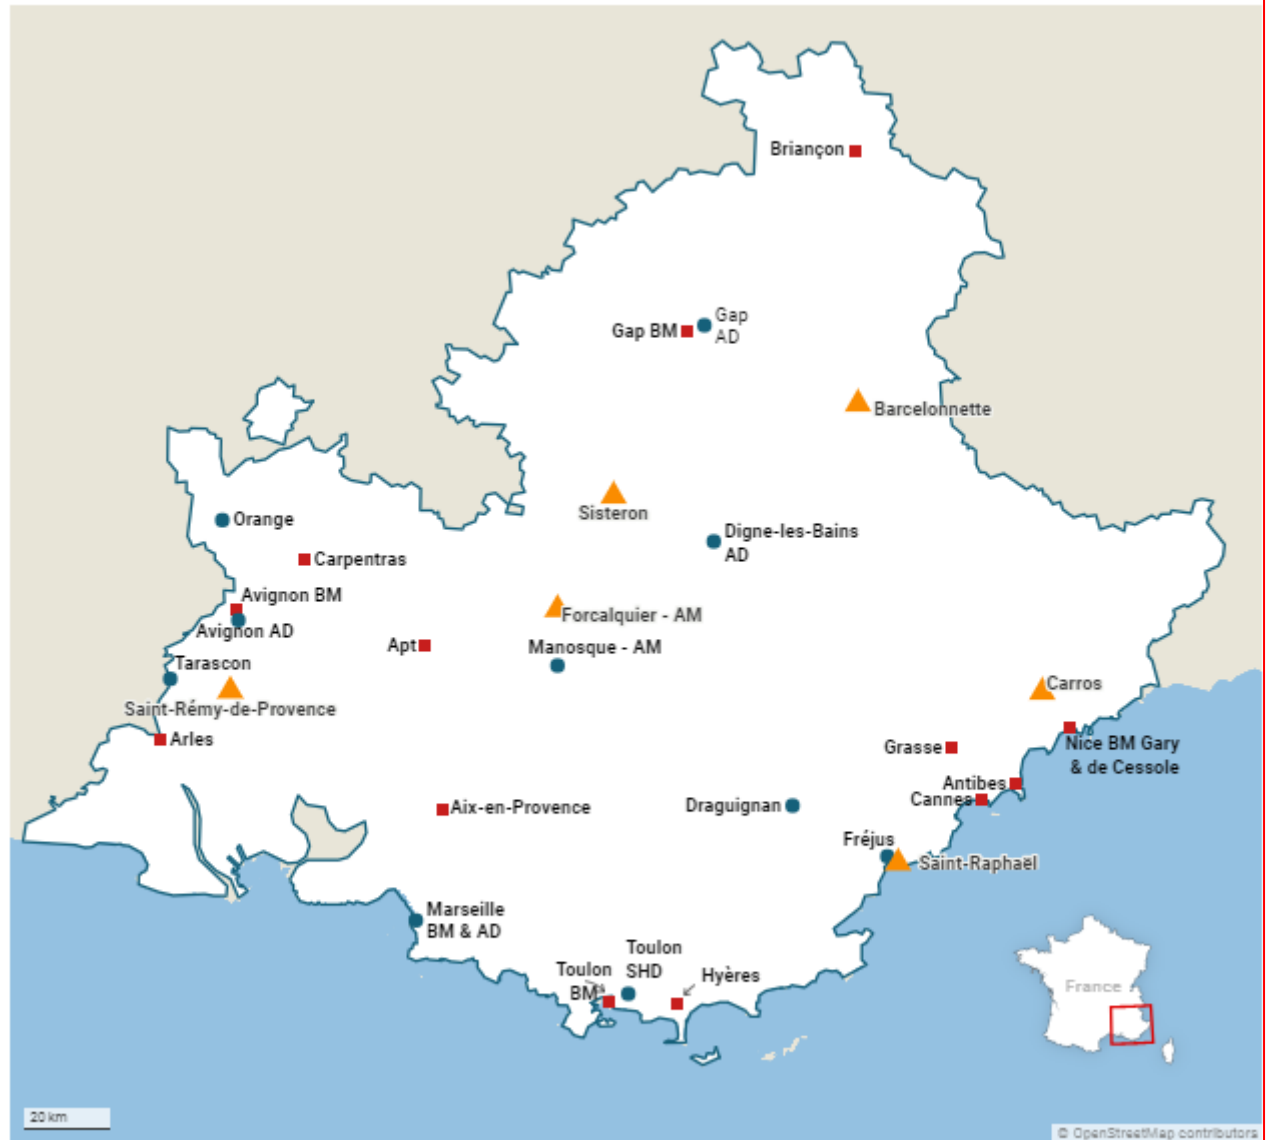 Briançon
Gap BM
Gap
AD
Barcelonnette
Sisteron
Orange
Digne-les-Bains
AD
Carpentras
Avignon BM
Forcalquier - AM
Avignon AD
Apt
Manosque - AM
Tarascon
Carros
Saint-Rémy-de-Provence
Arles
Grasse
Nice BM Gary
& de Cessole
Antibes
Cannes
Aix-en-Provence
Draguignan
Fréjus
Saint-Raphaël
Marseille
BM & AD
Toulon
SHD
Toulon
BM
Hyères
France
20 km
© OpenStreetMap contributors